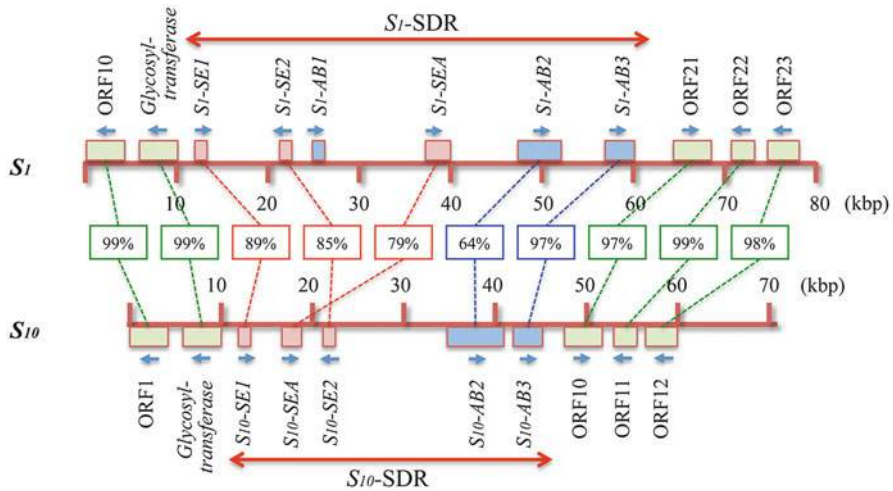 S1-SDR
ORF10
Glycosyl-
transferase
S1-SE1
S1-SE2
S1-AB1
S1-SEA
S1-AB2
S1-AB3
ORF21
ORF22
ORF23
S1
10 20 30 40 50 60 70 80 (kbp)
99% 99% 89% 85% 79% 64% 97% 97% 99% 98%
10 20 30 40 50 60 70 (kbp)
S10
ORF1
Glycosyl-
transferase
S10-SE1
S10-SEA
S10-SE2
S10-AB2
S10-AB3
ORF10
ORF11
ORF12
S10-SDR